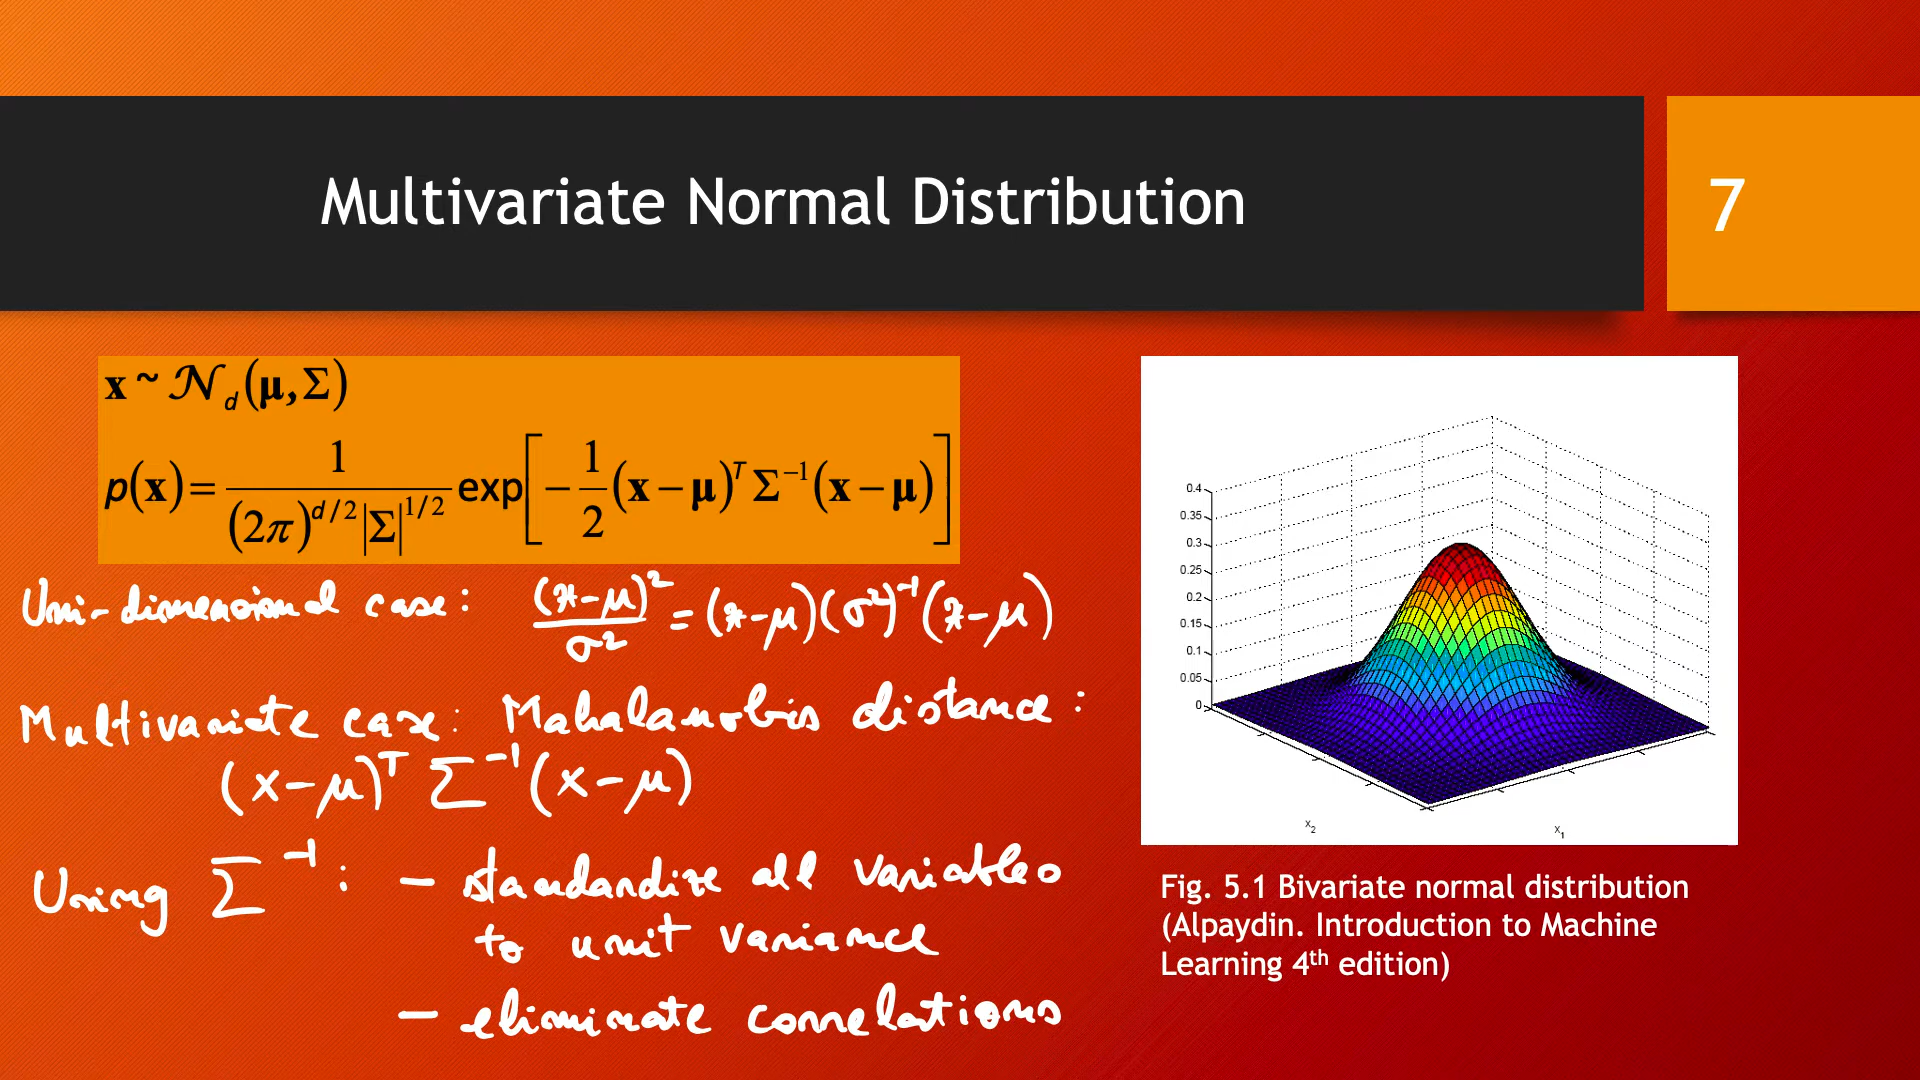 Multivariate Normal Distribution
7
x ~ 𝒩_d(μ, Σ)
p(x) = 1 / ((2π)^{d/2} |Σ|^{1/2}) exp[ −1/2 (x − μ)^T Σ^{−1} (x − μ) ]
Uni-dimensional case: (x-μ)²/σ² = (x-μ)(σ²)^{-1}(x-μ)
Multivariate case: Mahalanobis distance:
(x-μ)^T Σ^{-1} (x-μ)
Using Σ^{-1}: – standardize all variables
to unit variance
– eliminate correlations
0.4
0.35
0.3
0.25
0.2
0.15
0.1
0.05
0
x₂
x₁
Fig. 5.1 Bivariate normal distribution
(Alpaydin. Introduction to Machine
Learning 4th edition)